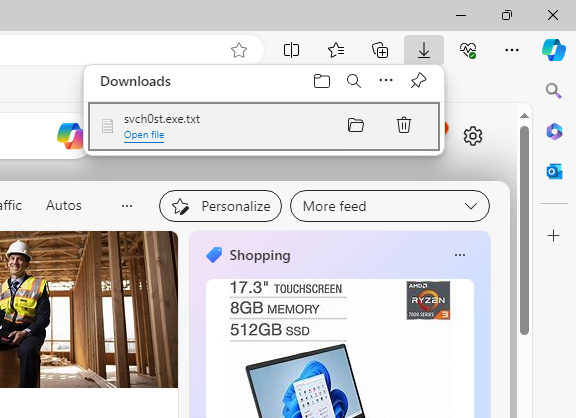 Downloads
svch0st.exe.txt
Open file
affic
Autos
Personalize
More feed
Shopping
17.3" TOUCHSCREEN
8GB MEMORY
512GB SSD
AMD
RYZEN
7000 SERIES
3